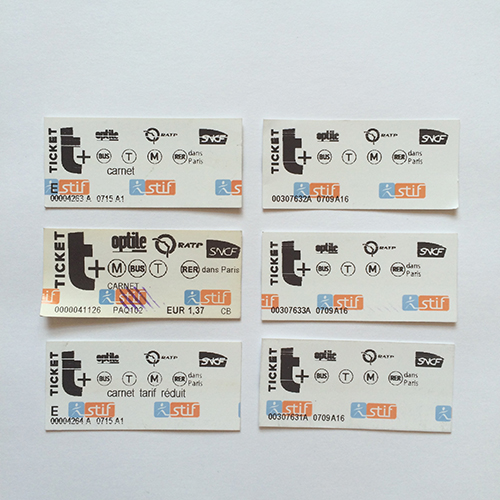 TICKET t+ optile RATP SNCF
BUS T M RER dans Paris
carnet
E stif stif
00004263 A 0715 A1
TICKET t+ optile RATP SNCF
BUS T M RER dans Paris
stif stif
00307632A 0709A16
TICKET t+ optile RATP SNCF
M BUS T RER dans Paris
CARNET
stif stif
0000041126 PAQ102 EUR 1,37 CB
TICKET t+ optile RATP SNCF
BUS T M RER dans Paris
stif stif
00307633A 0709A16
TICKET t+ optile RATP SNCF
BUS T M RER dans Paris
carnet tarif réduit
E stif stif
00004264 A 0715 A1
TICKET t+ optile RATP SNCF
BUS T M RER dans Paris
stif stif
00307631A 0709A16